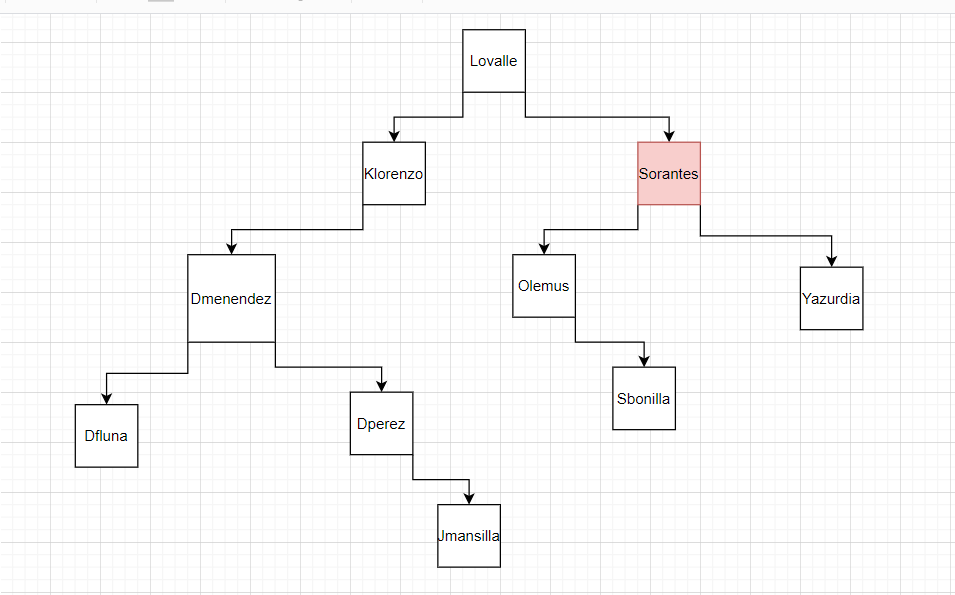 Lovalle
Klorenzo
Sorantes
Dmenendez
Olemus
Yazurdia
Sbonilla
Dfluna
Dperez
Jmansilla